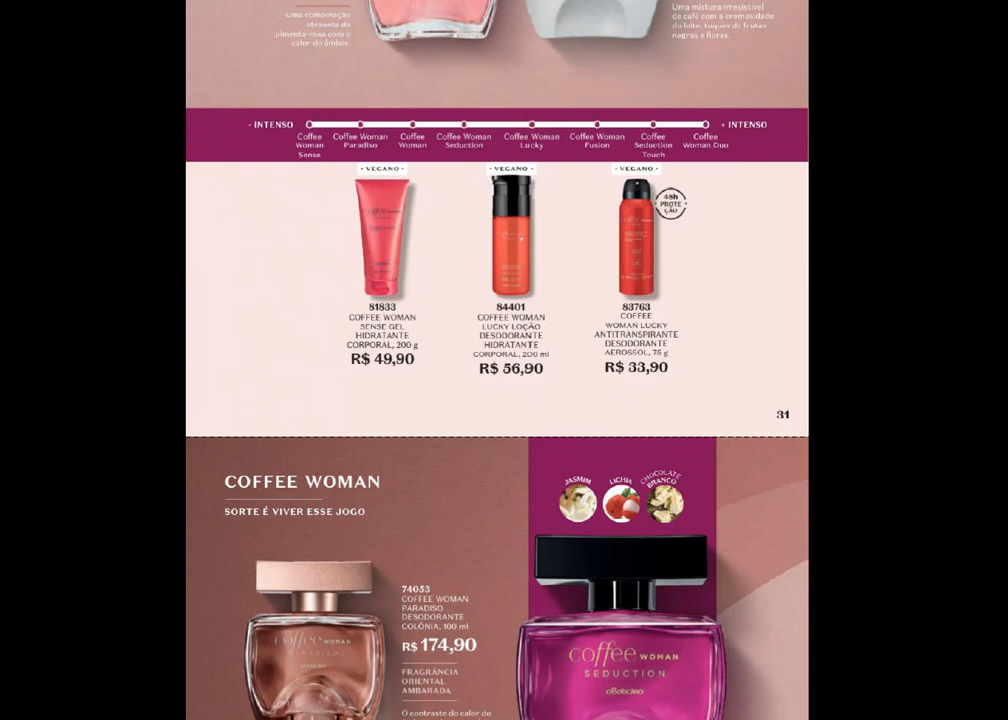 Uma combinação
atraente da
pimenta-rosa com o
calor do âmbar.
Uma mistura irresistível
de café com a cremosidade
do leite, toques de frutas
negras e flores.
- INTENSO
+ INTENSO
Coffee
Woman
Sense
Coffee Woman
Paradiso
Coffee
Woman
Coffee Woman
Seduction
Coffee Woman
Lucky
Coffee Woman
Fusion
Coffee
Seduction
Touch
Coffee
Woman Duo
• VEGANO •
• VEGANO •
• VEGANO •
48h
PROTE
ÇÃO
81833
COFFEE WOMAN
SENSE GEL
HIDRATANTE
CORPORAL, 200 g
R$ 49,90
84401
COFFEE WOMAN
LUCKY LOÇÃO
DESODORANTE
HIDRATANTE
CORPORAL, 200 ml
R$ 56,90
83763
COFFEE
WOMAN LUCKY
ANTITRANSPIRANTE
DESODORANTE
AEROSSOL, 75 g
R$ 33,90
31
COFFEE WOMAN
SORTE É VIVER ESSE JOGO
JASMIM
LICHIA
CHOCOLATE
BRANCO
74053
COFFEE WOMAN
PARADISO
DESODORANTE
COLÔNIA, 100 ml
R$ 174,90
FRAGRÂNCIA
ORIENTAL
AMBARADA
O contraste do calor do
coffee WOMAN
PARADISO
oBoticário
coffee WOMAN
SEDUCTION
oBoticário